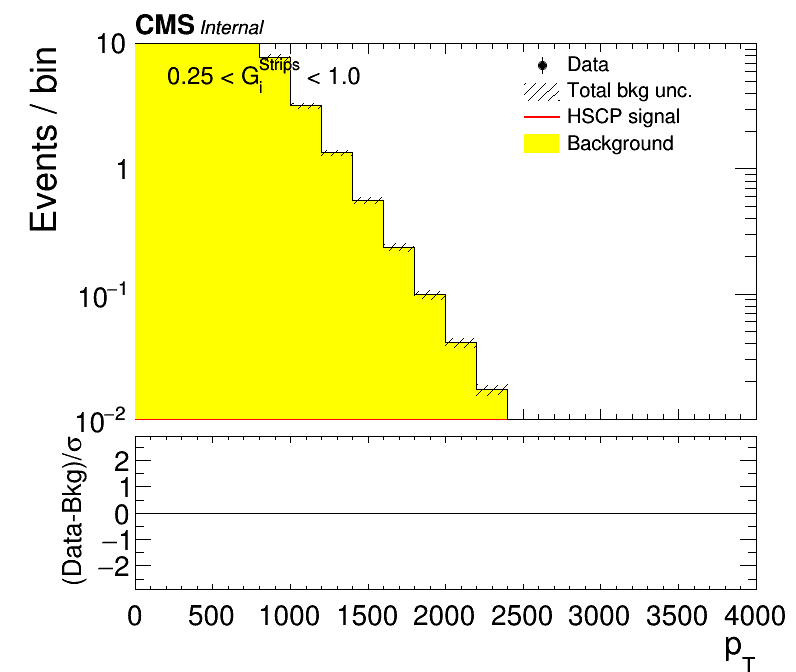 CMS Internal
0.25 < G_i^Strips < 1.0
Data
Total bkg unc.
HSCP signal
Background
Events / bin
10
1
10^−1
10^−2
(Data-Bkg)/σ
2
1
0
−1
−2
0 500 1000 1500 2000 2500 3000 3500 4000
p_T